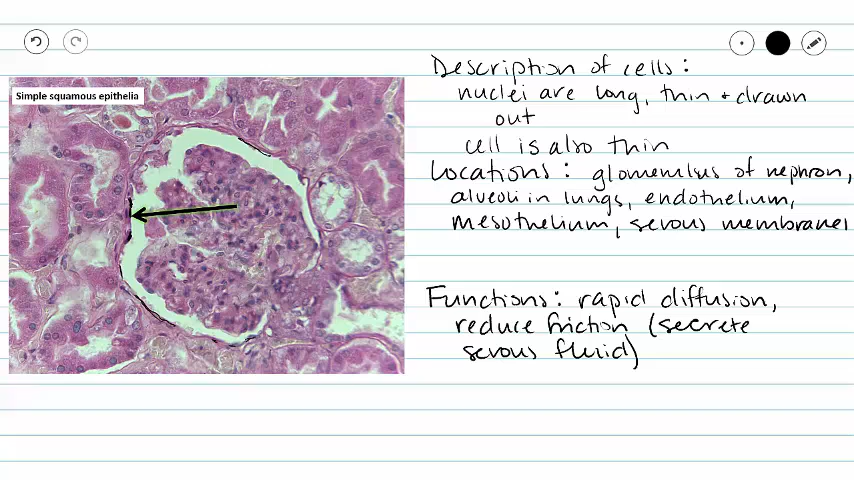 Simple squamous epithelia
Description of cells:
nuclei are long, thin + drawn
out
cell is also thin
Locations: glomerulus of nephron,
alveoli in lungs, endothelium,
mesothelium, serous membranes
Functions: rapid diffusion,
reduce friction (secrete
serous fluid)